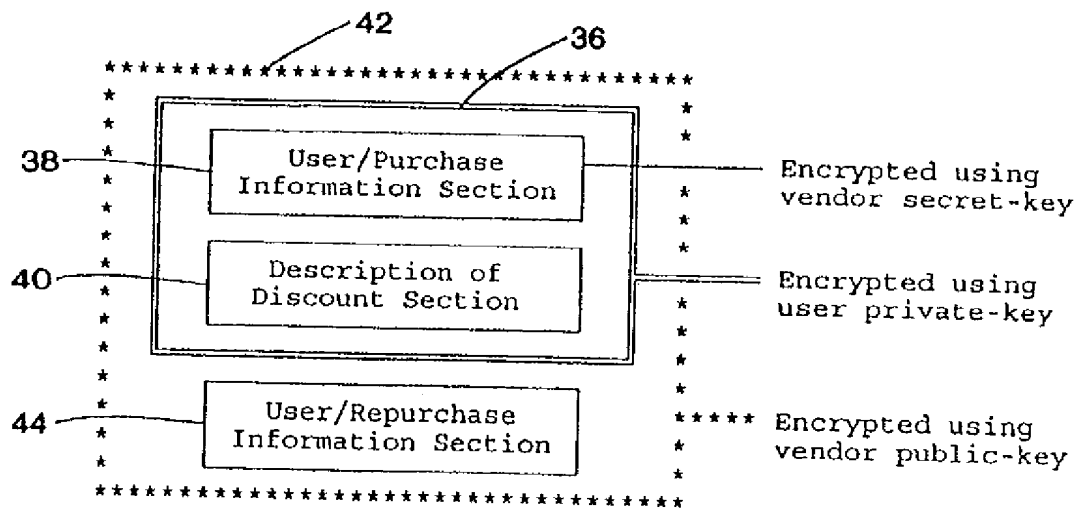 42
36
38
User/Purchase
Information Section
Encrypted using
vendor secret-key
40
Description of
Discount Section
Encrypted using
user private-key
44
User/Repurchase
Information Section
***** Encrypted using
vendor public-key